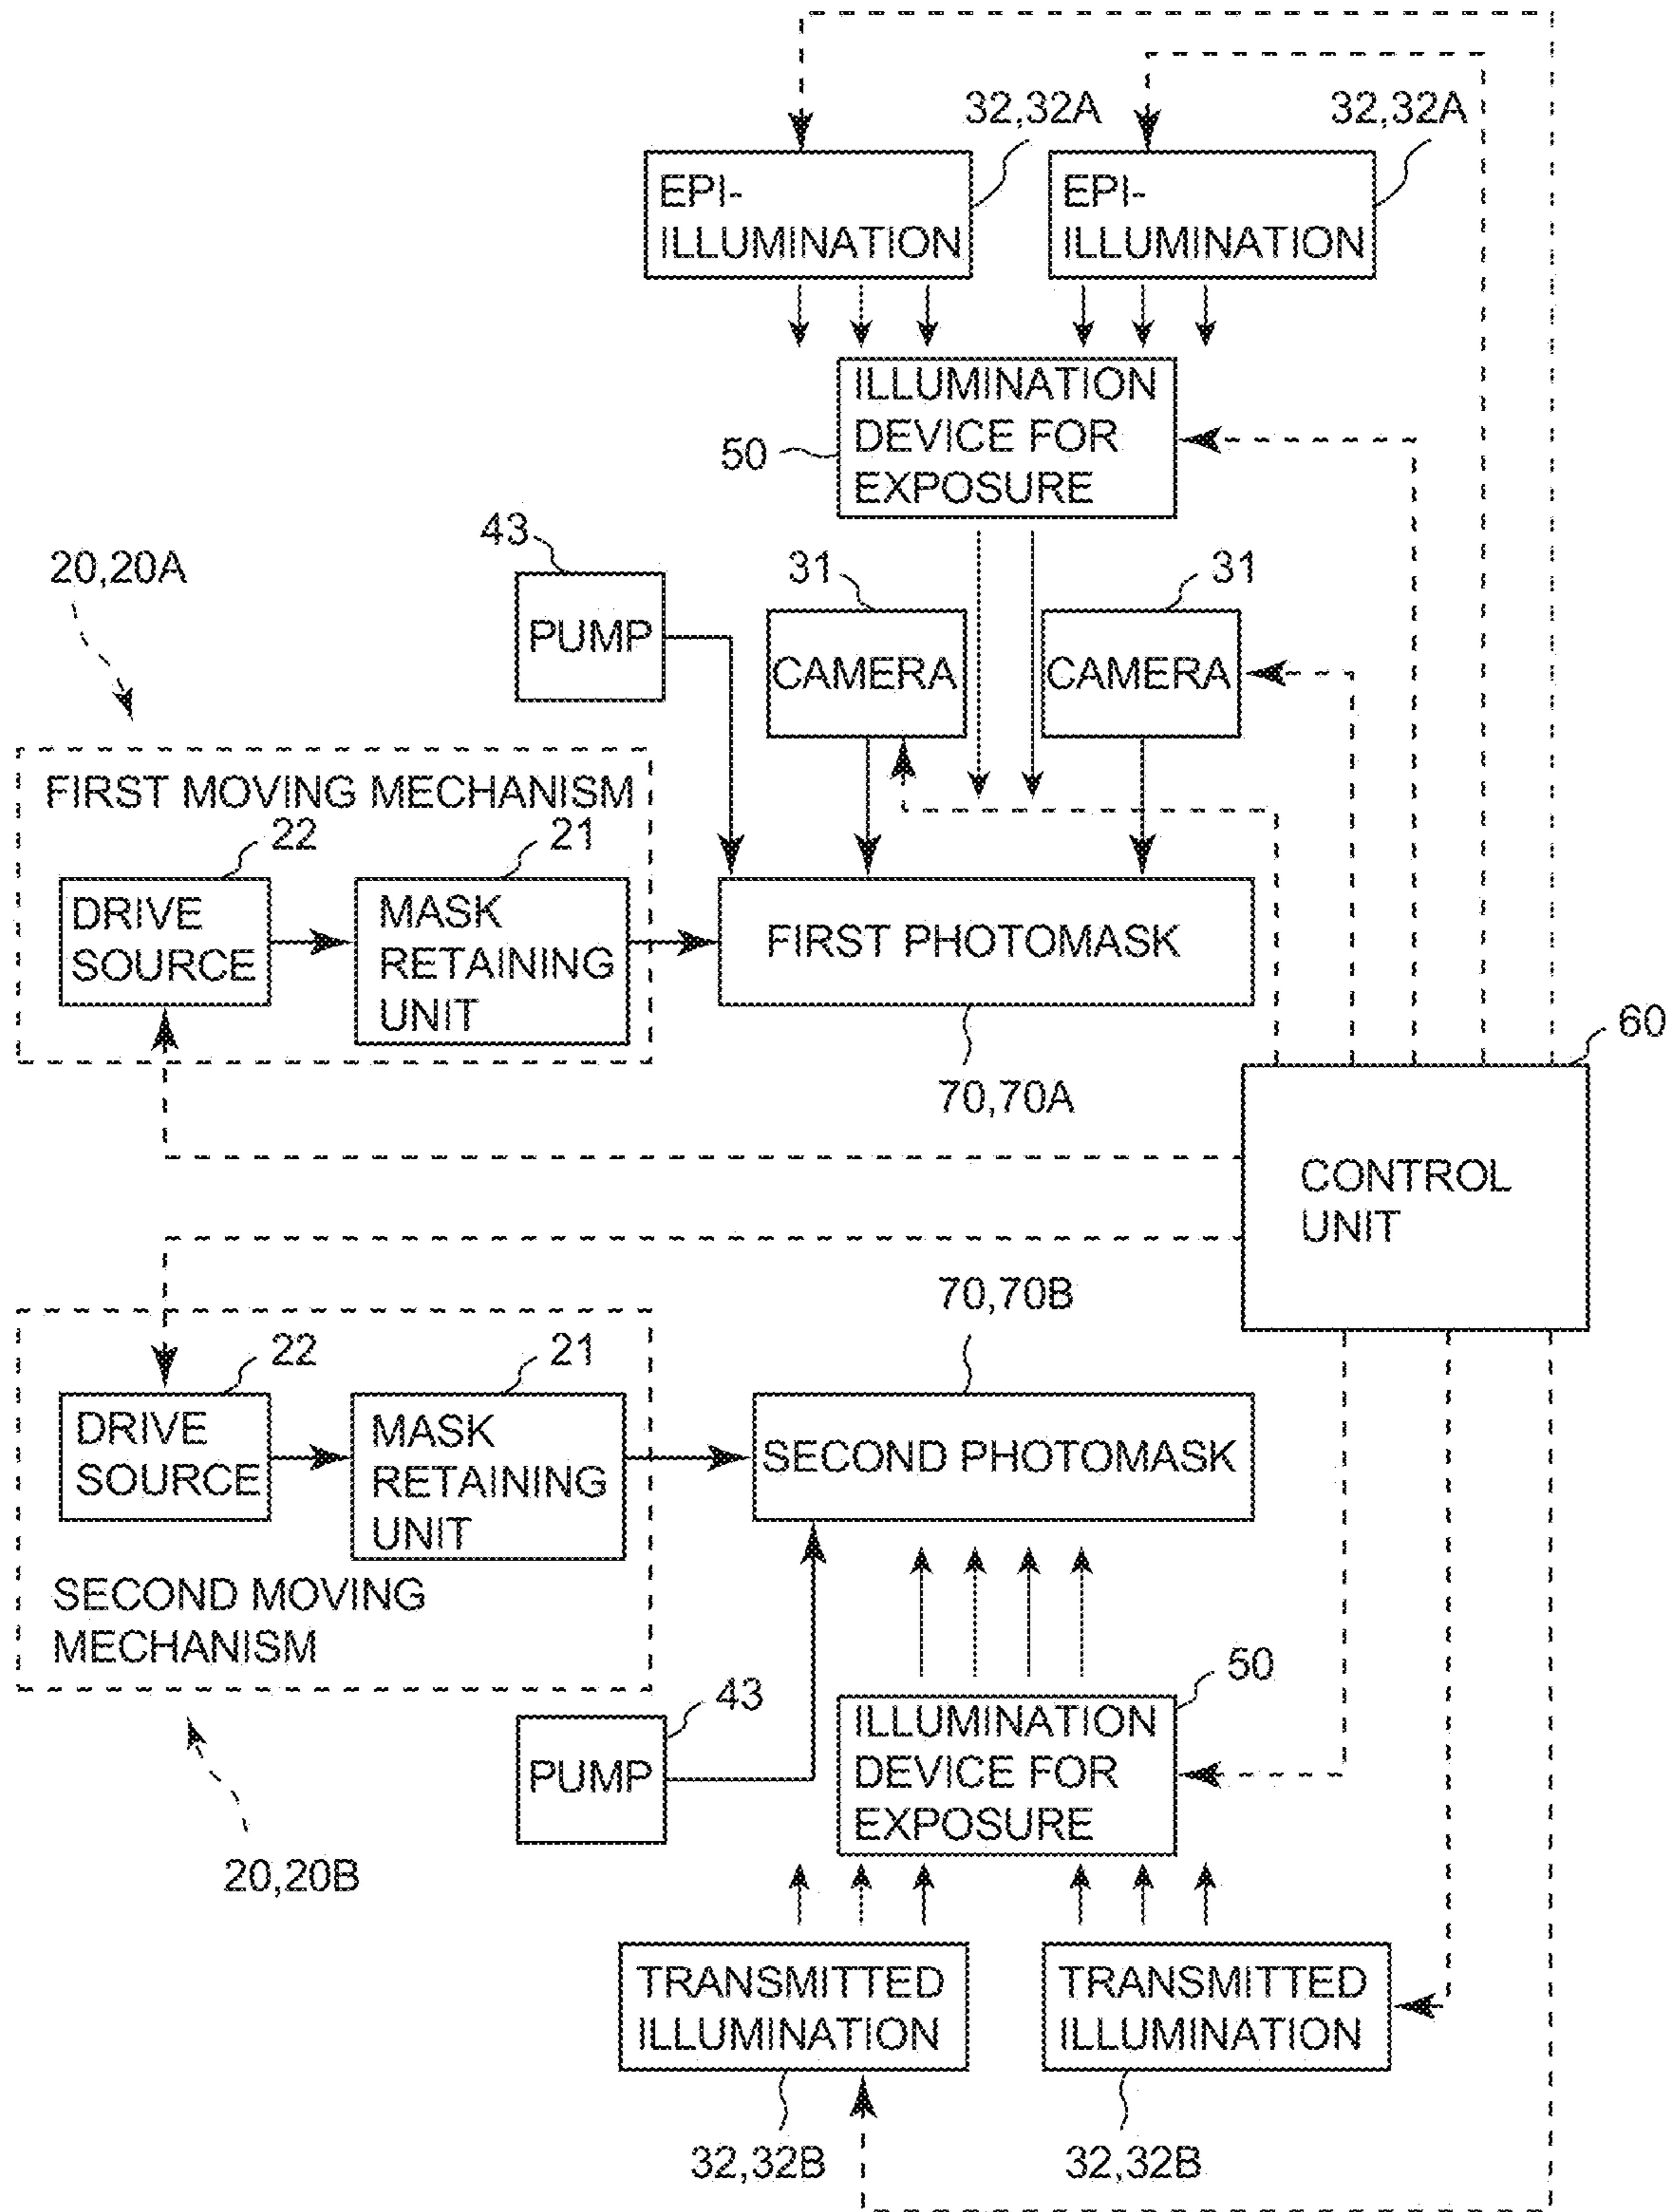 32,32A
32,32A
EPI-
ILLUMINATION
EPI-
ILLUMINATION
ILLUMINATION
DEVICE FOR
EXPOSURE
50
43
20,20A
31
31
PUMP
CAMERA
CAMERA
FIRST MOVING MECHANISM
22
21
DRIVE
SOURCE
MASK
RETAINING
UNIT
FIRST PHOTOMASK
60
70,70A
CONTROL
UNIT
70,70B
22
21
DRIVE
SOURCE
MASK
RETAINING
UNIT
SECOND PHOTOMASK
SECOND MOVING
MECHANISM
50
43
ILLUMINATION
DEVICE FOR
EXPOSURE
PUMP
20,20B
TRANSMITTED
ILLUMINATION
TRANSMITTED
ILLUMINATION
32,32B
32,32B